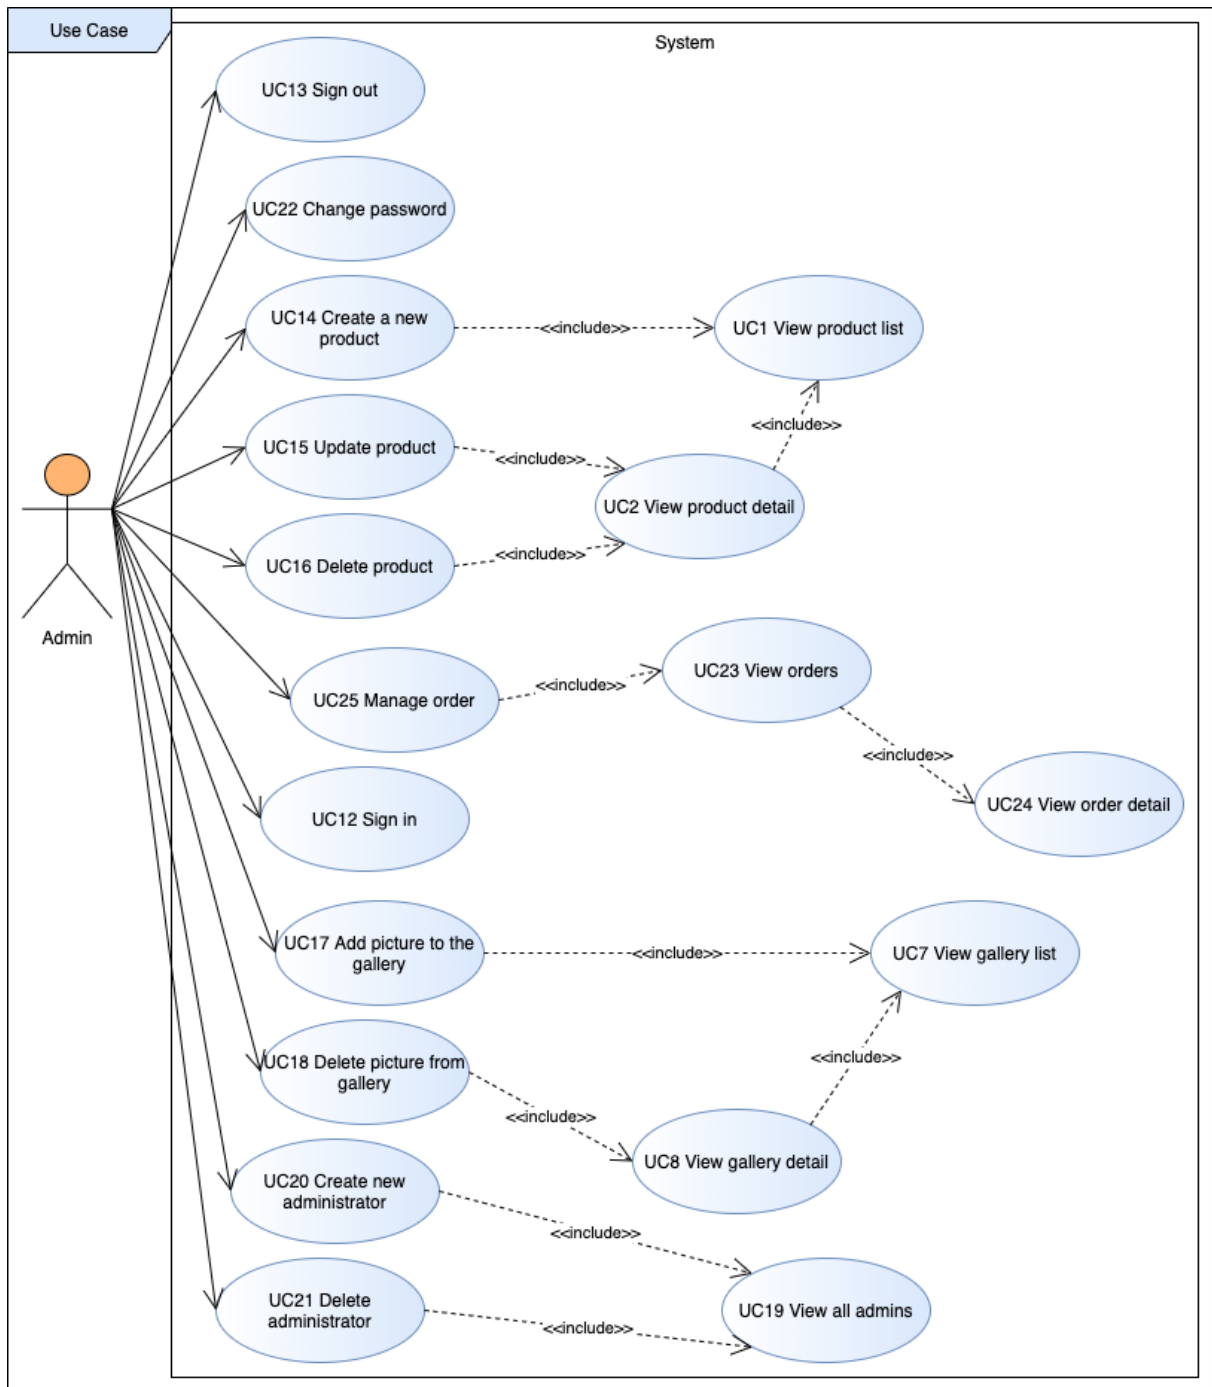 Use Case
System
UC13 Sign out
UC22 Change password
UC14 Create a new
product
<<include>>
UC1 View product list
<<include>>
UC15 Update product
<<include>>
UC2 View product detail
<<include>>
UC16 Delete product
Admin
UC25 Manage order
<<include>>
UC23 View orders
<<include>>
UC24 View order detail
UC12 Sign in
UC17 Add picture to the
gallery
<<include>>
UC7 View gallery list
<<include>>
UC18 Delete picture from
gallery
<<include>>
UC8 View gallery detail
UC20 Create new
administrator
<<include>>
UC21 Delete
administrator
<<include>>
UC19 View all admins